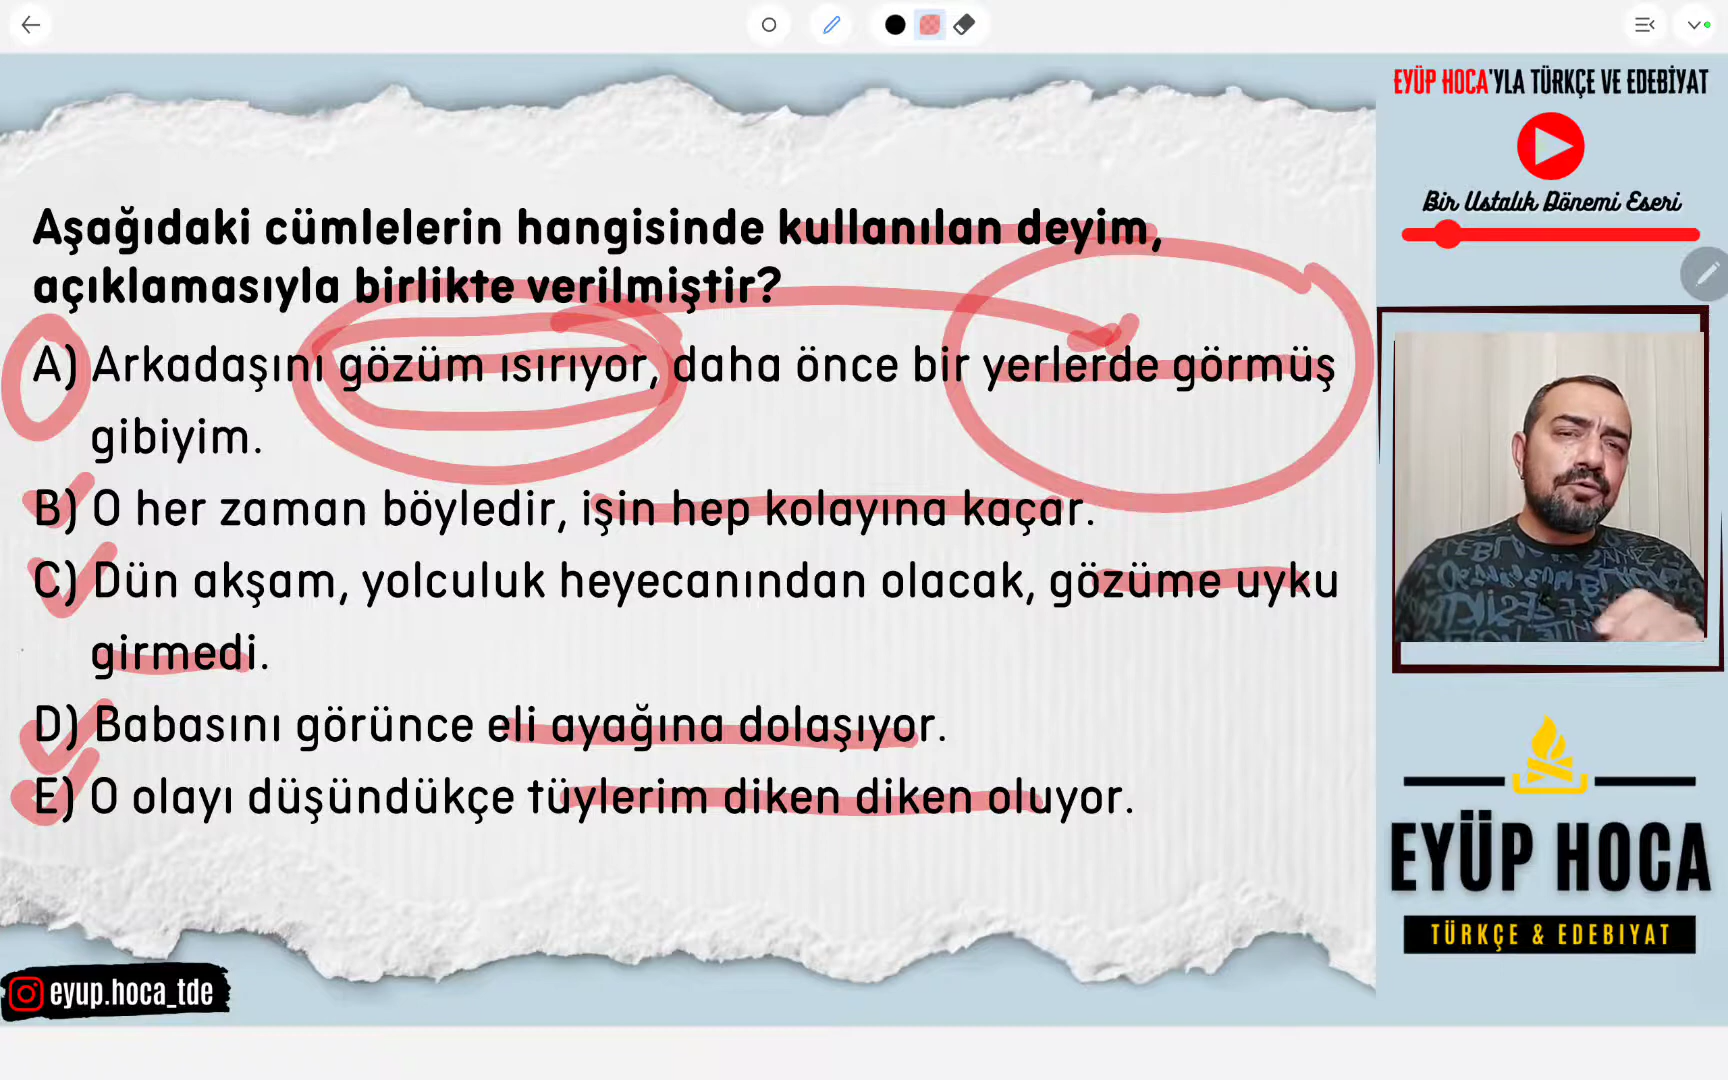 EYÜP HOCA'YLA TÜRKÇE VE EDEBİYAT
Bir Ustalık Dönemi Eseri
Aşağıdaki cümlelerin hangisinde kullanılan deyim,
açıklamasıyla birlikte verilmiştir?
A) Arkadaşını gözüm ısırıyor, daha önce bir yerlerde görmüş
gibiyim.
B) O her zaman böyledir, işin hep kolayına kaçar.
C) Dün akşam, yolculuk heyecanından olacak, gözüme uyku
girmedi.
D) Babasını görünce eli ayağına dolaşıyor.
E) O olayı düşündükçe tüylerim diken diken oluyor.
EYÜP HOCA
TÜRKÇE & EDEBIYAT
eyup.hoca_tde